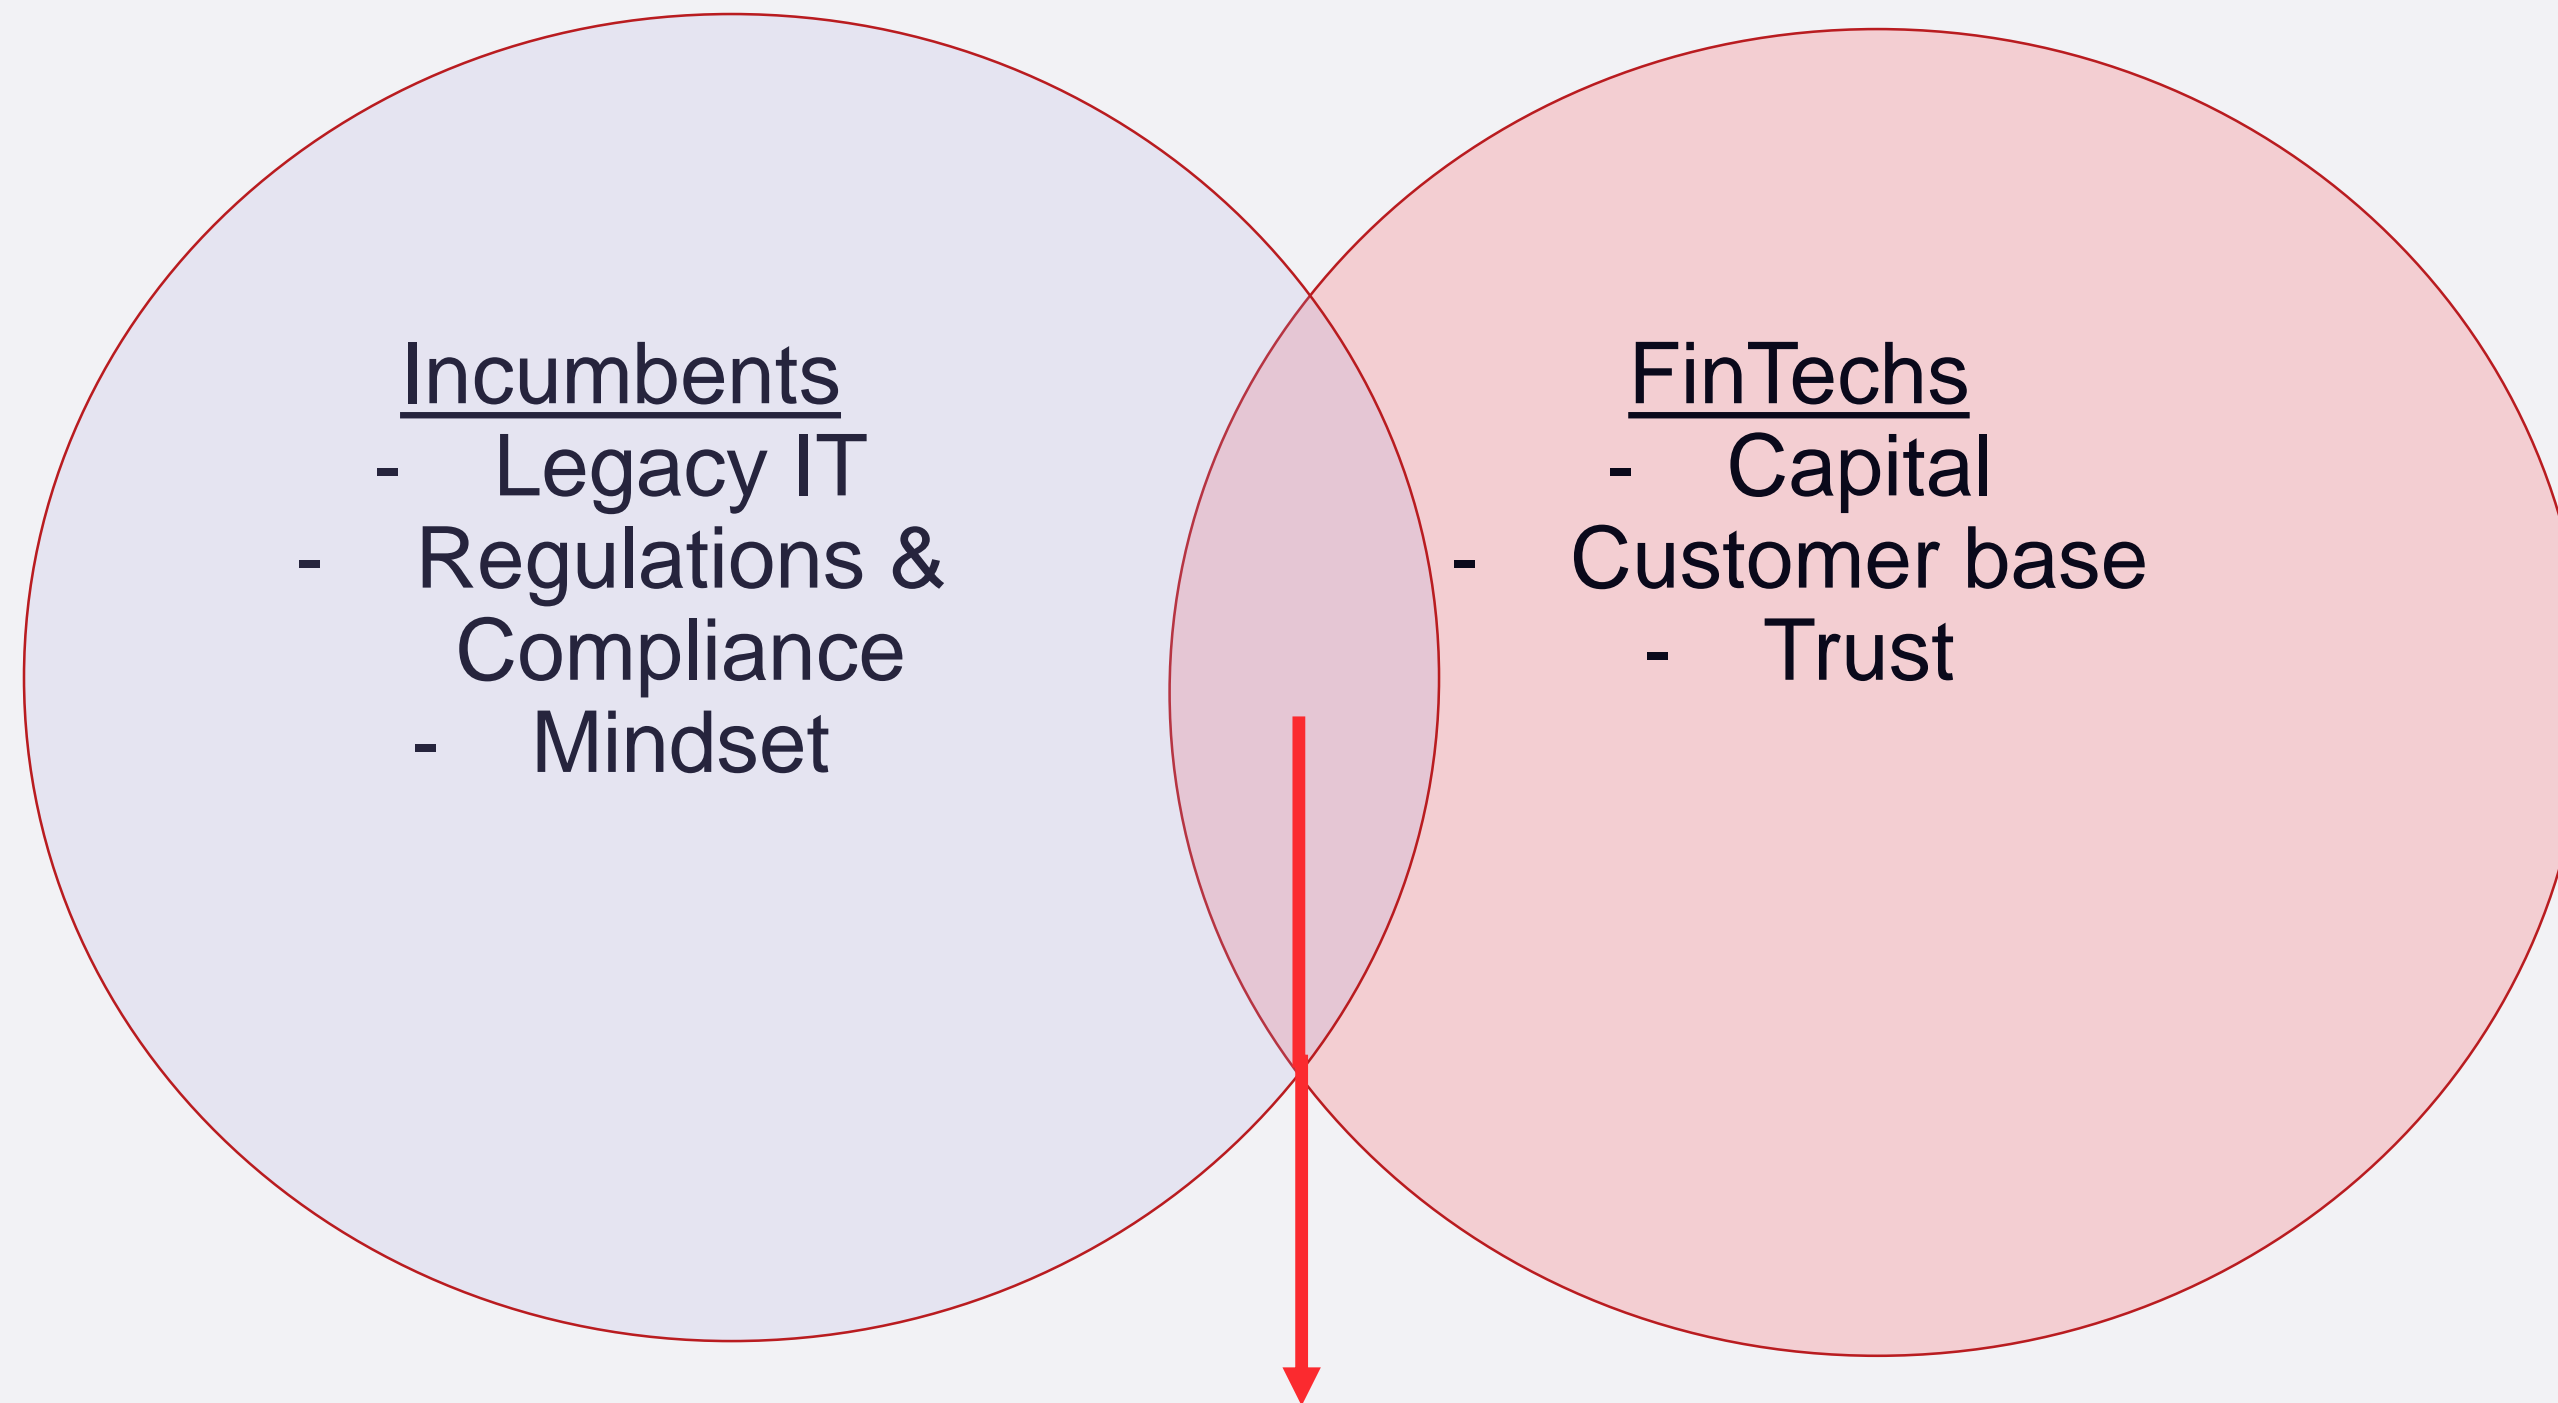 Incumbents
- Legacy IT
- Regulations &
Compliance
- Mindset
FinTechs
- Capital
- Customer base
- Trust